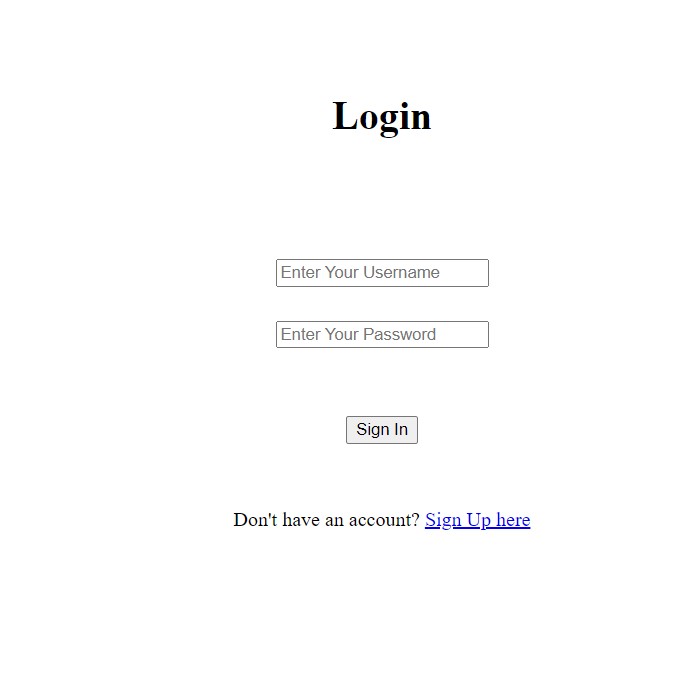 Login
Enter Your Username
Enter Your Password
Sign In
Don't have an account? Sign Up here